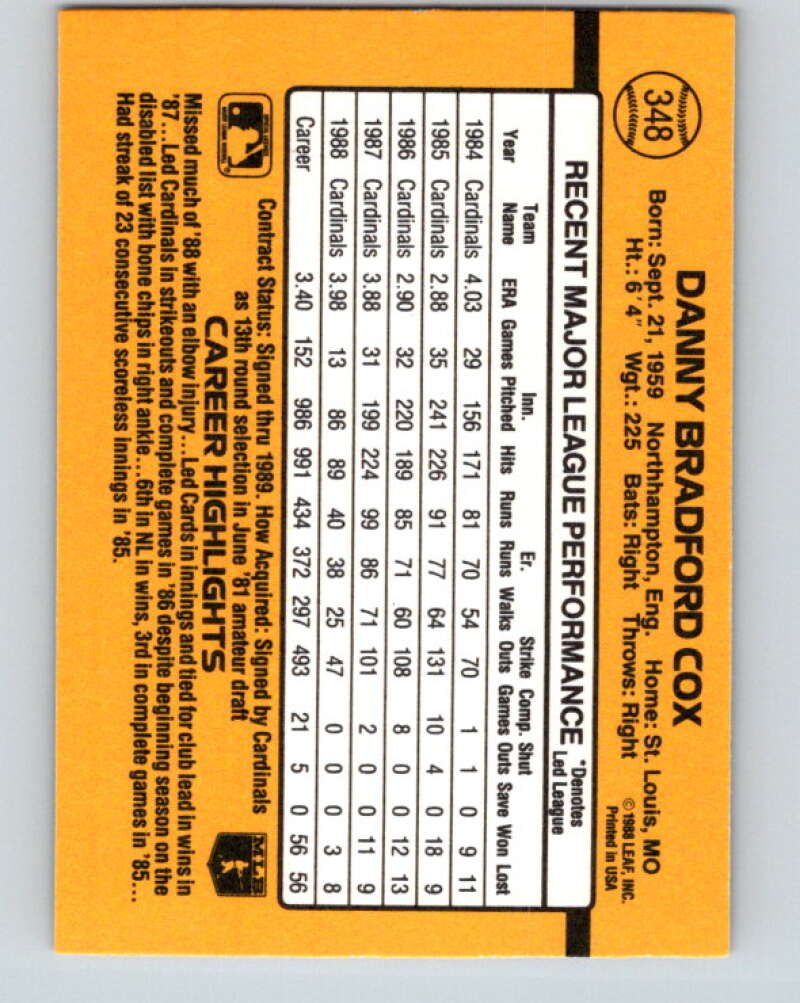 348
DANNY BRADFORD COX
Born: Sept. 21, 1959 Northhampton, Eng. Home: St. Louis, MO
Ht.: 6'4" Wgt.: 225 Bats: Right Throws: Right
© 1988 LEAF, INC.
Printed in USA
RECENT MAJOR LEAGUE PERFORMANCE *Denotes
Led League
Team Inn. Er. Strike Comp. Shut
Year Name ERA Games Pitched Hits Runs Runs Walks Outs Games Outs Save Won Lost
1984 Cardinals 4.03 29 156 171 81 70 54 70 1 1 0 9 11
1985 Cardinals 2.88 35 241 226 91 77 64 131 10 4 0 18 9
1986 Cardinals 2.90 32 220 189 85 71 60 108 8 0 0 12 13
1987 Cardinals 3.88 31 199 224 99 86 71 101 2 0 0 11 9
1988 Cardinals 3.98 13 86 89 40 38 25 47 0 0 0 3 8
Career 3.40 152 986 991 434 372 297 493 21 5 0 56 56
Contract Status: Signed thru 1989. How Acquired: Signed by Cardinals
as 13th round selection in June '81 amateur draft
CAREER HIGHLIGHTS
MLB
Missed much of '88 with an elbow injury...Led Cards in innings and tied for club lead in wins in
'87....Led Cardinals in strikeouts and complete games in '86 despite beginning season on the
disabled list with bone chips in right ankle...6th in NL in wins, 3rd in complete games in '85...
Had streak of 23 consecutive scoreless innings in '85.